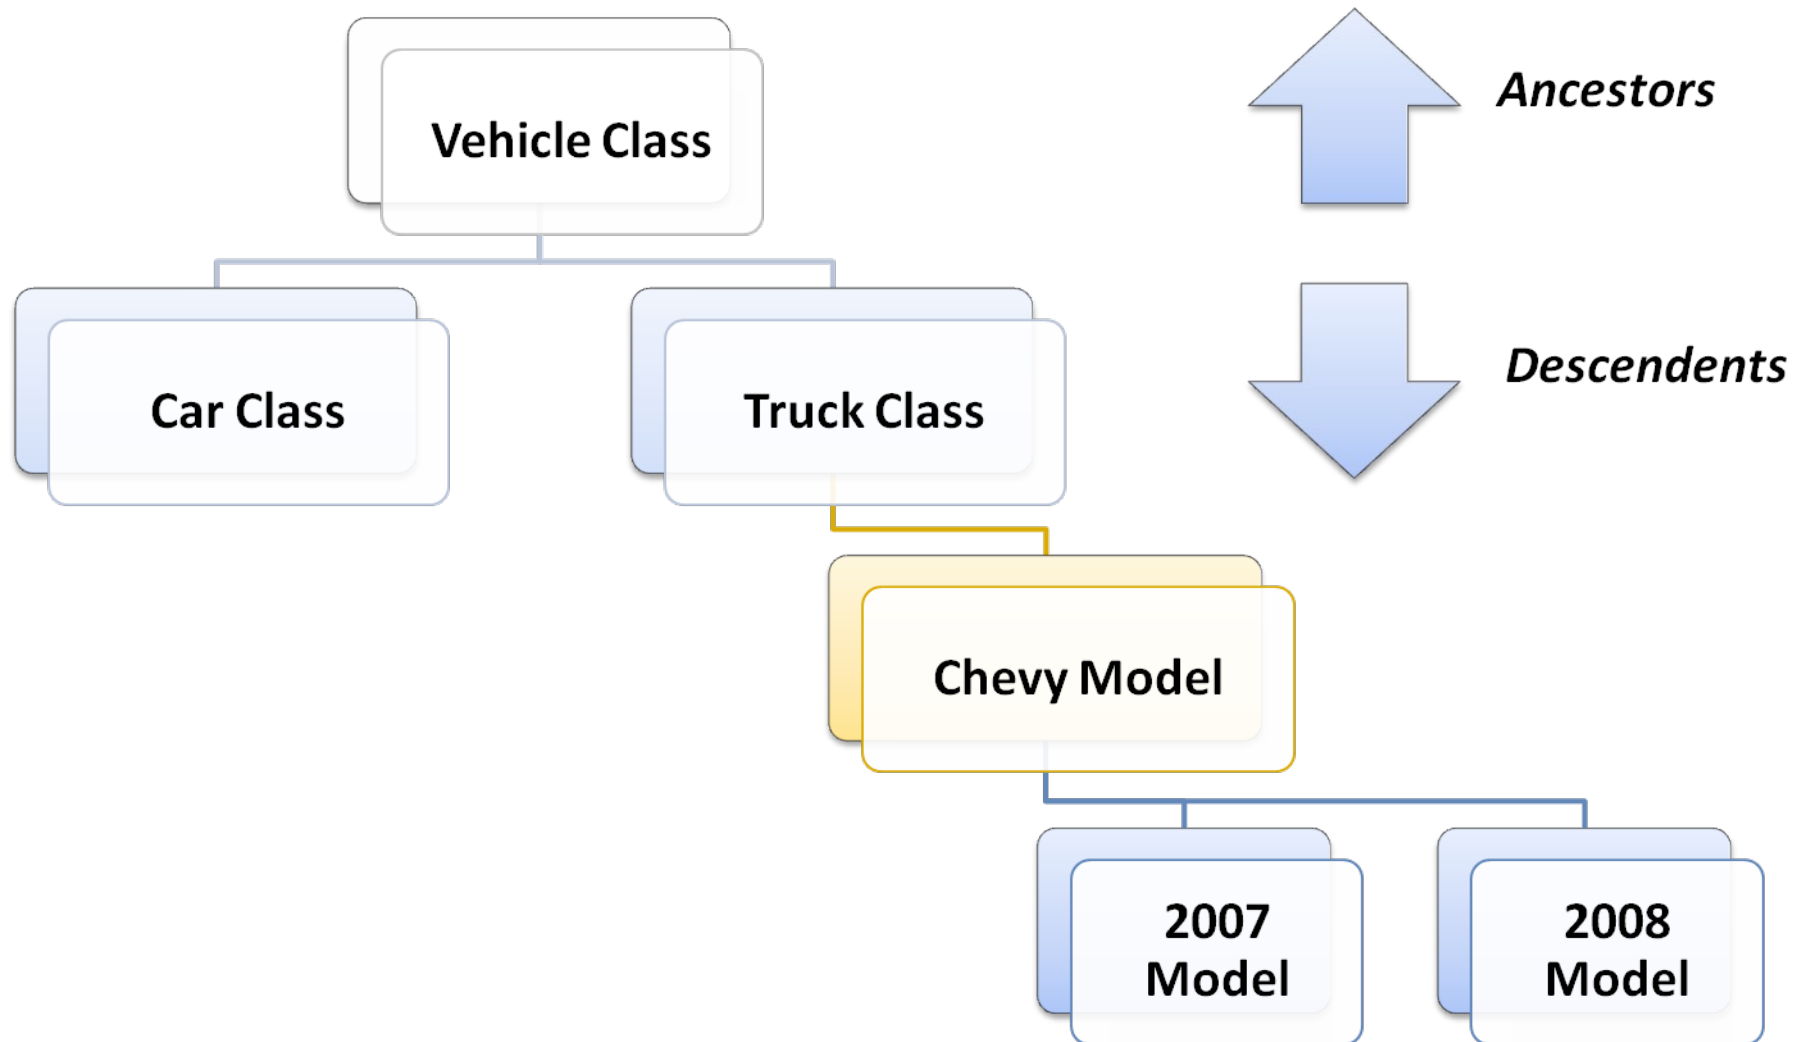 Vehicle Class
Ancestors
Car Class
Truck Class
Descendents
Chevy Model
2007
Model
2008
Model